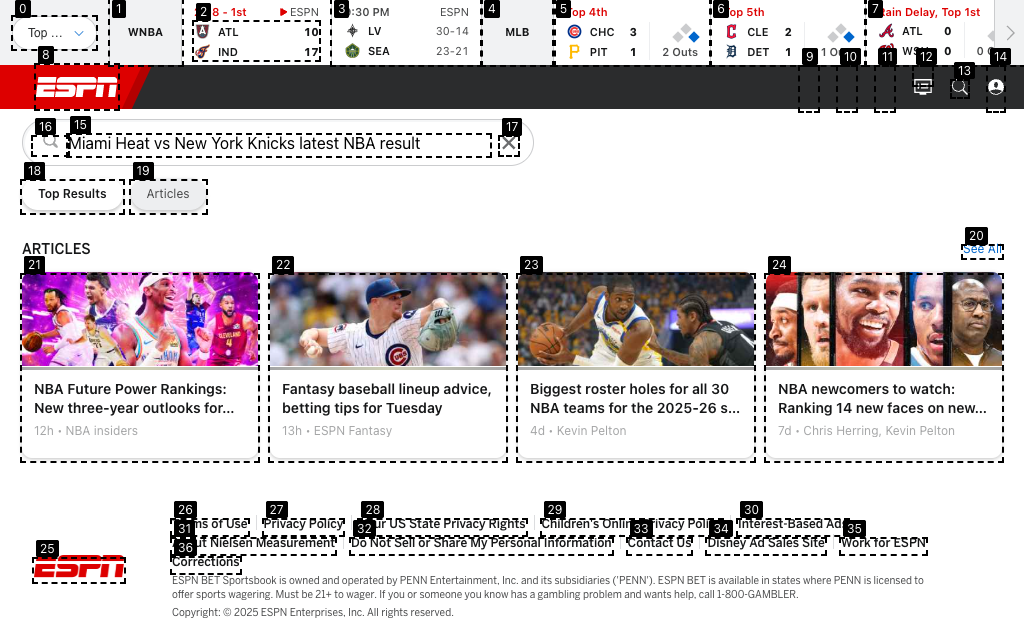 Top ...
WNBA
8 - 1st
ESPN
ATL 10
IND 17
:30 PM ESPN
LV 30-14
SEA 23-21
MLB
Top 4th
CHC 3
PIT 1
2 Outs
Top 5th
CLE 2
DET 1
1 O
ain Delay, Top 1st
ATL 0
WS 0
0
0
1
2
3
4
5
6
7
8
9
10
11
12
13
14
ESPN
15
16
17
Miami Heat vs New York Knicks latest NBA result
18
19
Top Results
Articles
20
ARTICLES
See All
21
22
23
24
NBA Future Power Rankings:
New three-year outlooks for...
12h • NBA insiders
Fantasy baseball lineup advice,
betting tips for Tuesday
13h • ESPN Fantasy
Biggest roster holes for all 30
NBA teams for the 2025-26 s...
4d • Kevin Pelton
NBA newcomers to watch:
Ranking 14 new faces on new...
7d • Chris Herring, Kevin Pelton
26
27
28
29
30
ms of Use
Privacy Policy
ur US State Privacy Rights
Children's Online Privacy Poli
Interest-Based Ads
31
32
33
34
35
ut Nielsen Measurement
Do Not Sell or Share My Personal Information
Contact Us
Disney Ad Sales Site
Work for ESPN
36
Corrections
25
ESPN
ESPN BET Sportsbook is owned and operated by PENN Entertainment, Inc. and its subsidiaries ('PENN'). ESPN BET is available in states where PENN is licensed to
offer sports wagering. Must be 21+ to wager. If you or someone you know has a gambling problem and wants help, call 1-800-GAMBLER.
Copyright: © 2025 ESPN Enterprises, Inc. All rights reserved.